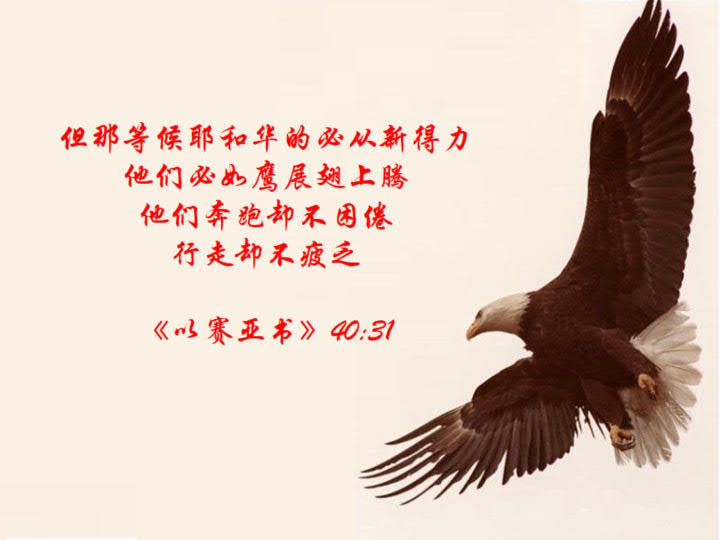 但那等候耶和华的必从新得力
他们必如鹰展翅上腾
他们奔跑却不困倦
行走却不疲乏
《以赛亚书》40:31